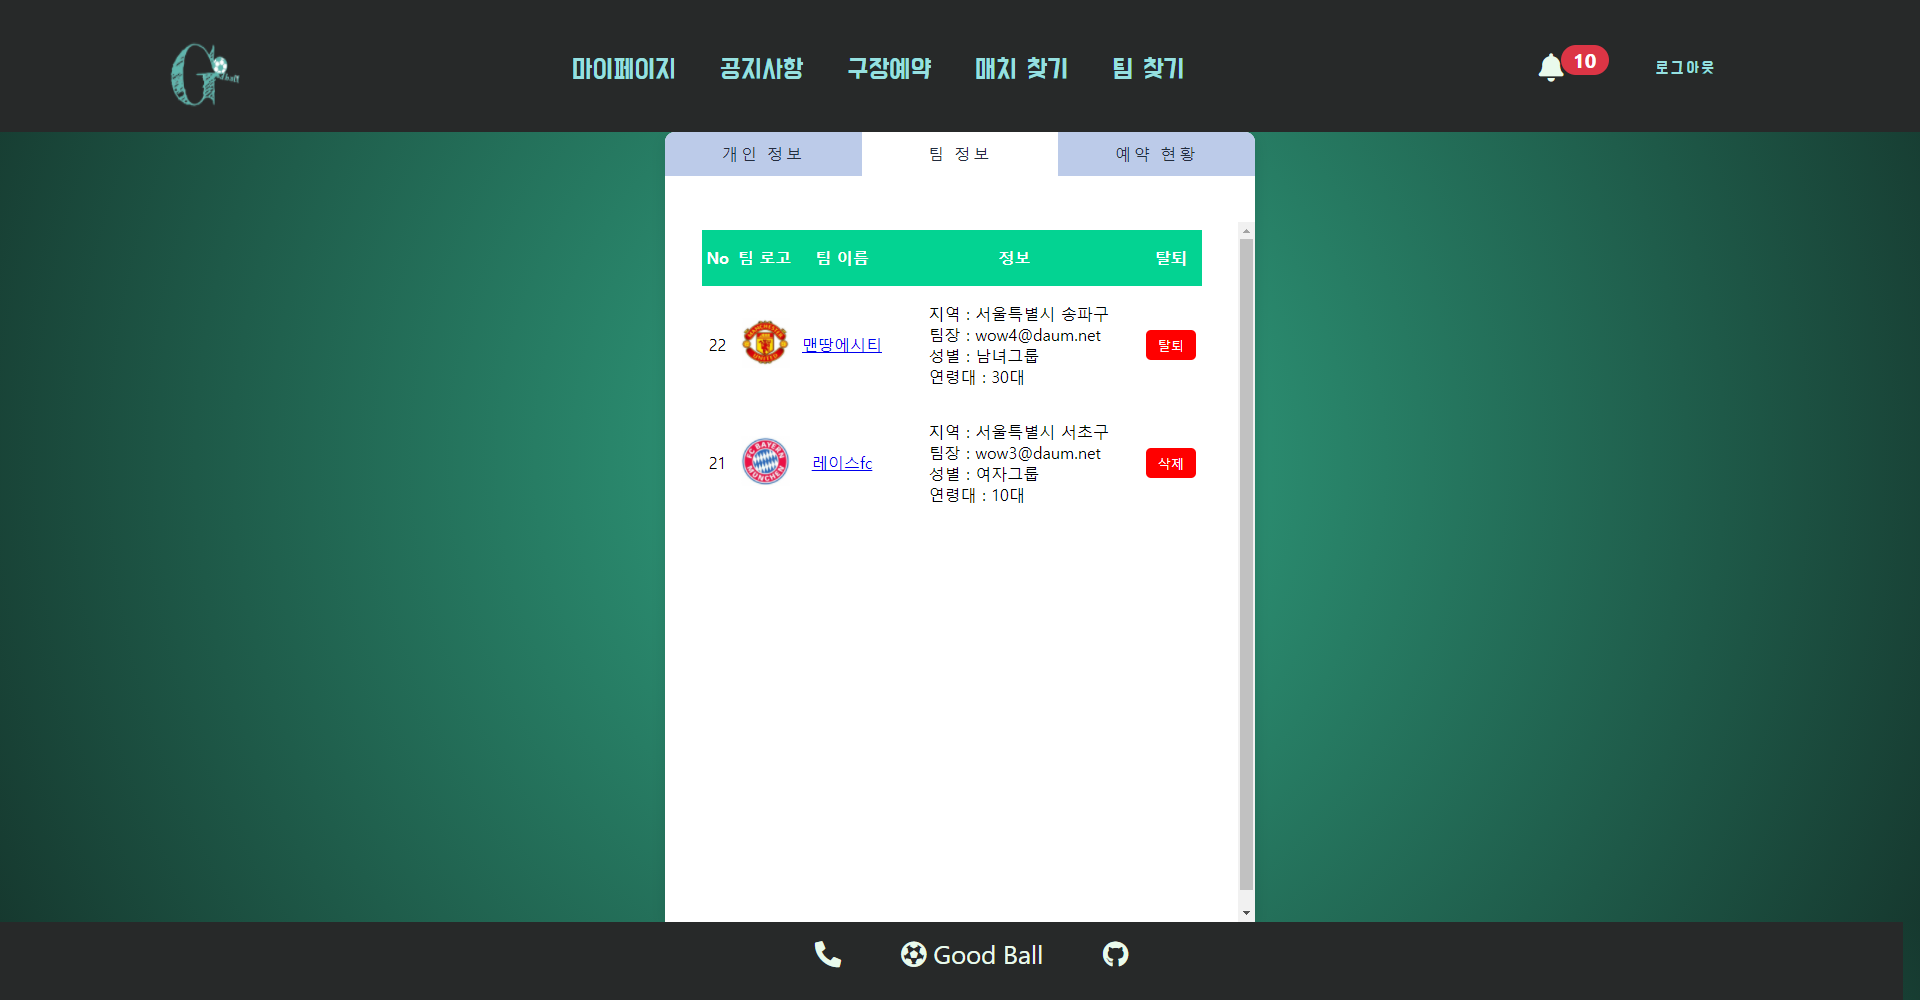 G
마이페이지 공지사항 구장예약 매치 찾기 팀 찾기
10
로그아웃
개인 정보 팀 정보 예약 현황
No 팀 로고 팀 이름 정보 탈퇴
지역 : 서울특별시 송파구
팀장 : wow4@daum.net
성별 : 남녀그룹
연령대 : 30대
22 맨땅에시티 탈퇴
MANCHESTER
UNITED
지역 : 서울특별시 서초구
팀장 : wow3@daum.net
성별 : 여자그룹
연령대 : 10대
21 레이스fc 삭제
FC BAYERN
MÜNCHEN
Good Ball